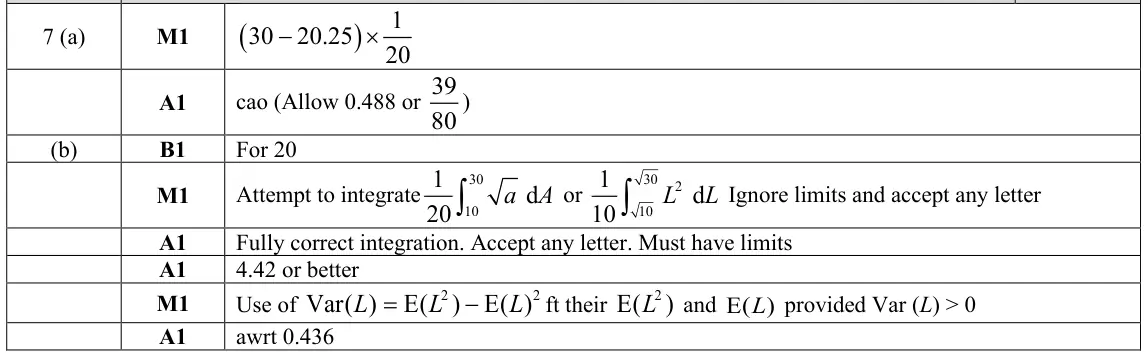 7 (a) M1 (30 – 20.25) × 1/20
A1 cao (Allow 0.488 or 39/80)
(b) B1 For 20
M1 Attempt to integrate 1/20 ∫₁₀³⁰ √a dA or 1/10 ∫_√10^√30 L² dL Ignore limits and accept any letter
A1 Fully correct integration. Accept any letter. Must have limits
A1 4.42 or better
M1 Use of Var(L) = E(L²) – E(L)² ft their E(L²) and E(L) provided Var (L) > 0
A1 awrt 0.436